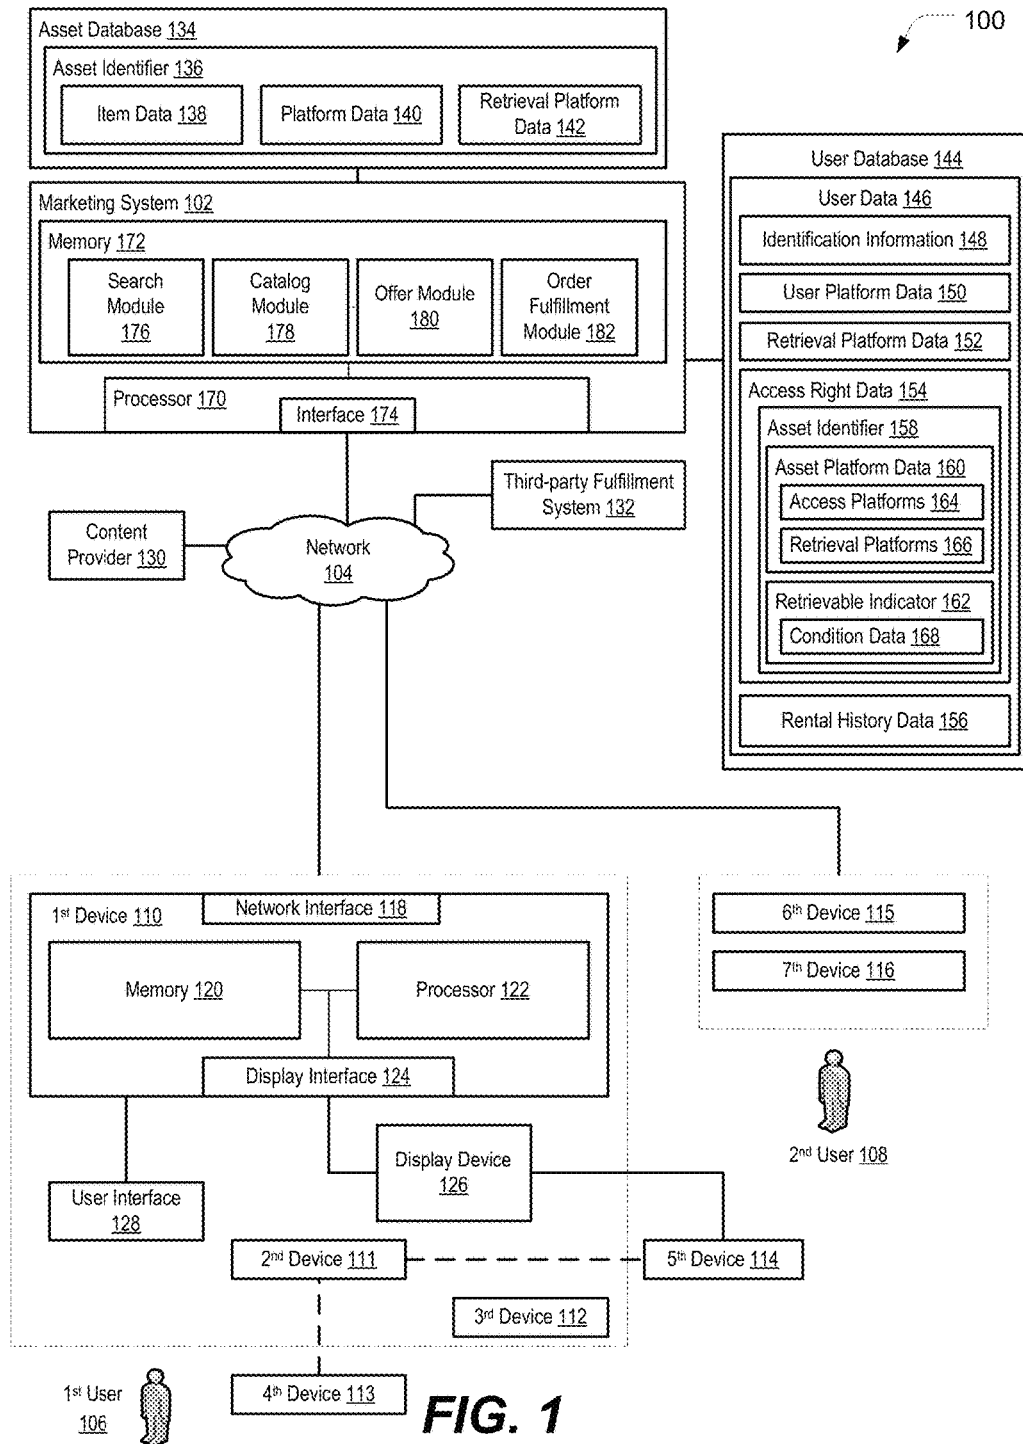 100
Asset Database 134
Asset Identifier 136
Item Data 138
Platform Data 140
Retrieval Platform
Data 142
Marketing System 102
Memory 172
Search
Module
176
Catalog
Module
178
Offer Module
180
Order
Fulfillment
Module 182
Processor 170
Interface 174
User Database 144
User Data 146
Identification Information 148
User Platform Data 150
Retrieval Platform Data 152
Access Right Data 154
Asset Identifier 158
Asset Platform Data 160
Access Platforms 164
Retrieval Platforms 166
Retrievable Indicator 162
Condition Data 168
Rental History Data 156
Third-party Fulfillment
System 132
Content
Provider 130
Network
104
1st Device 110
Network Interface 118
Memory 120
Processor 122
Display Interface 124
Display Device
126
User Interface
128
2nd Device 111
3rd Device 112
4th Device 113
5th Device 114
6th Device 115
7th Device 116
2nd User 108
1st User
106
FIG. 1